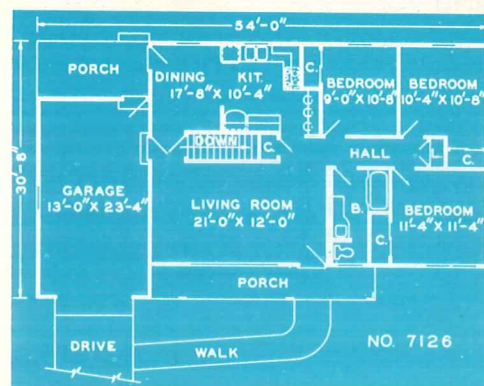 54'-0"
PORCH
DINING KIT.
17'-8" X 10'-4"
C.
BEDROOM
9'-0" X 10'-8"
BEDROOM
10'-4" X 10'-8"
30'-8"
DOWN
C.
HALL
L.
C.
GARAGE
13'-0" X 23'-4"
LIVING ROOM
21'-0" X 12'-0"
B.
C.
BEDROOM
11'-4" X 11'-4"
PORCH
DRIVE
WALK
NO. 7126